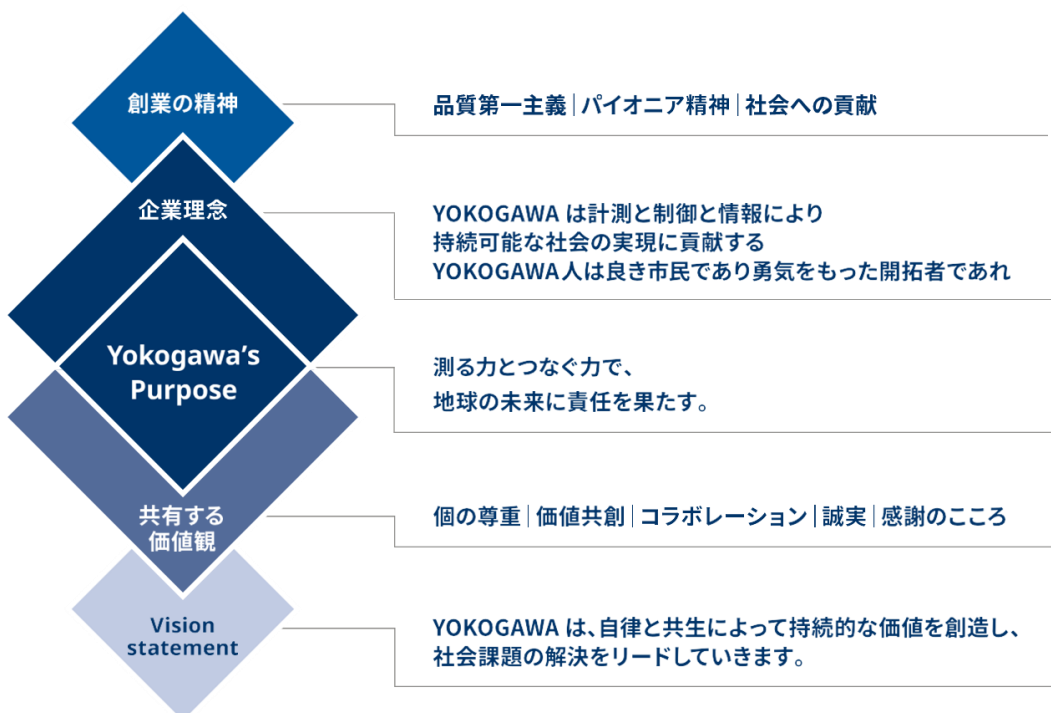 創業の精神
品質第一主義|パイオニア精神|社会への貢献
企業理念
YOKOGAWA は計測と制御と情報により
持続可能な社会の実現に貢献する
YOKOGAWA人は良き市民であり勇気をもった開拓者であれ
Yokogawa's
Purpose
測る力とつなぐ力で、
地球の未来に責任を果たす。
共有する
価値観
個の尊重|価値共創|コラボレーション|誠実|感謝のこころ
Vision
statement
YOKOGAWA は、自律と共生によって持続的な価値を創造し、
社会課題の解決をリードしていきます。